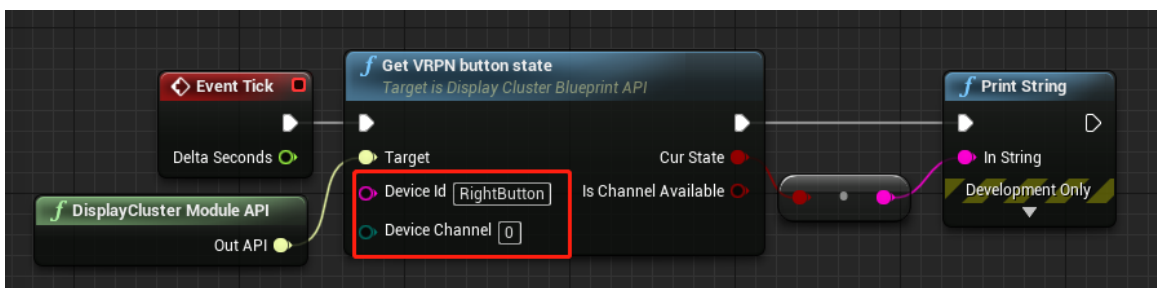 Event Tick
Delta Seconds
DisplayCluster Module API
Out API
f Get VRPN button state
Target is Display Cluster Blueprint API
Target
Cur State
Device Id RightButton
Is Channel Available
Device Channel 0
f Print String
In String
Development Only